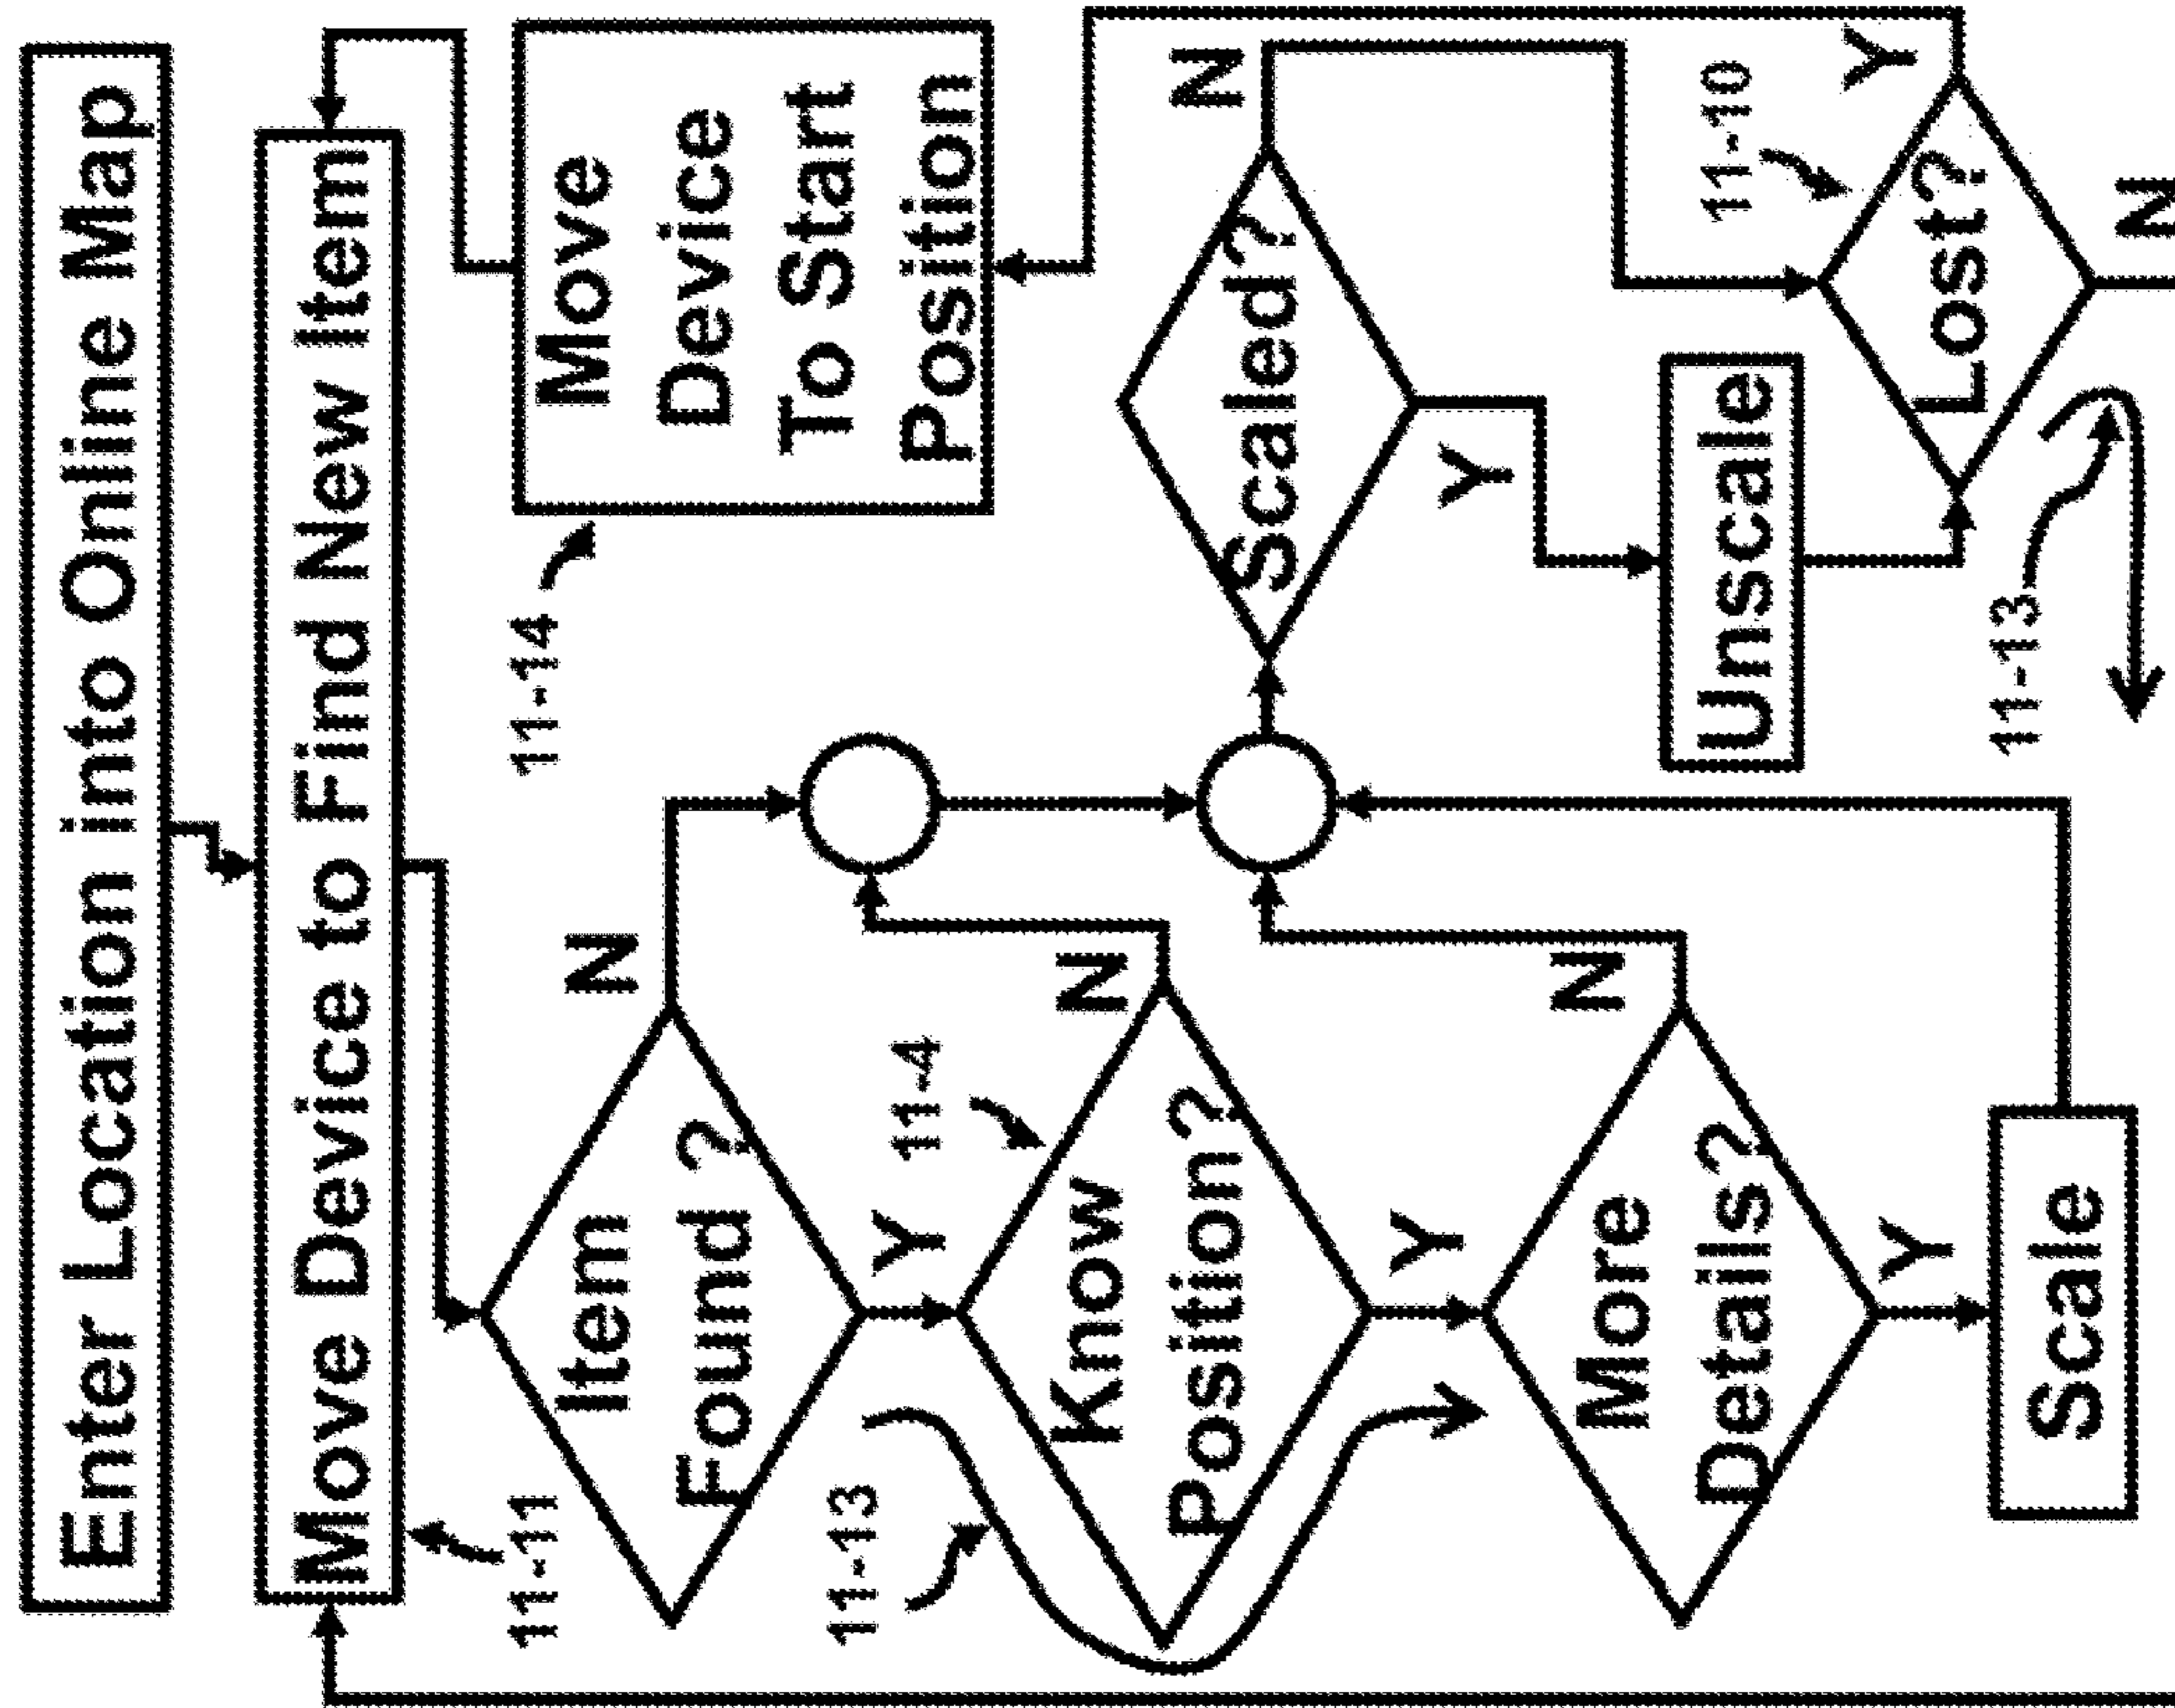 Enter Location into Online Map
Move Device to Find New Item
11-11
11-14
Move
Device
To Start
Position
Item
Found ?
N
Y
11-13
11-4
Know
Position?
N
Y
More
Details?
N
Y
Scale
Scaled?
N
Y
Unscale
11-10
Lost?
Y
N
11-13